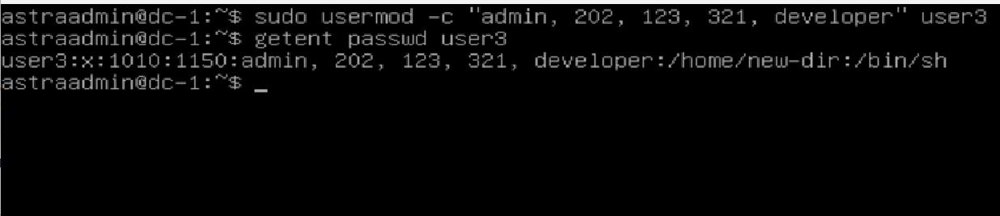 astraadmin@dc-1:~$ sudo usermod -c "admin, 202, 123, 321, developer" user3
astraadmin@dc-1:~$ getent passwd user3
user3:x:1010:1150:admin, 202, 123, 321, developer:/home/new-dir:/bin/sh
astraadmin@dc-1:~$ _